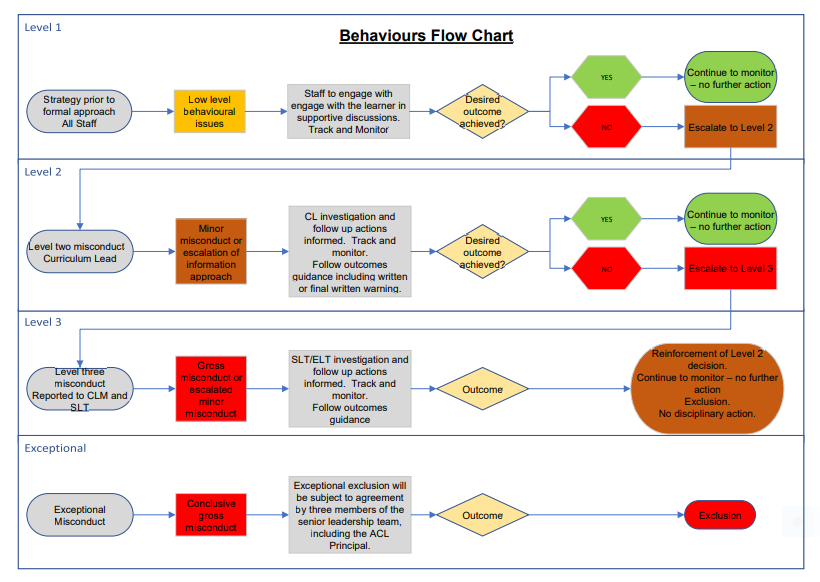 Level 1
Behaviours Flow Chart
Strategy prior to
formal approach
All Staff
Low level
behavioural
issues
Staff to engage with
engage with the learner in
supportive discussions.
Track and Monitor
Desired
outcome
achieved?
YES
Continue to monitor
– no further action
NO
Escalate to Level 2
Level 2
Level two misconduct
Curriculum Lead
Minor
misconduct or
escalation of
information
approach
CL investigation and
follow up actions
informed. Track and
monitor.
Follow outcomes
guidance including written
or final written warning.
Desired
outcome
achieved?
YES
Continue to monitor
– no further action
NO
Escalate to Level 3
Level 3
Level three
misconduct
Reported to CLM and
SLT
Gross
misconduct or
escalated
minor
misconduct
SLT/ELT investigation and
follow up actions
informed. Track and
monitor.
Follow outcomes
guidance
Outcome
Reinforcement of Level 2
decision.
Continue to monitor – no further
action
Exclusion.
No disciplinary action.
Exceptional
Exceptional
Misconduct
Conclusive
gross
misconduct
Exceptional exclusion will
be subject to agreement
by three members of the
senior leadership team,
including the ACL
Principal.
Outcome
Exclusion